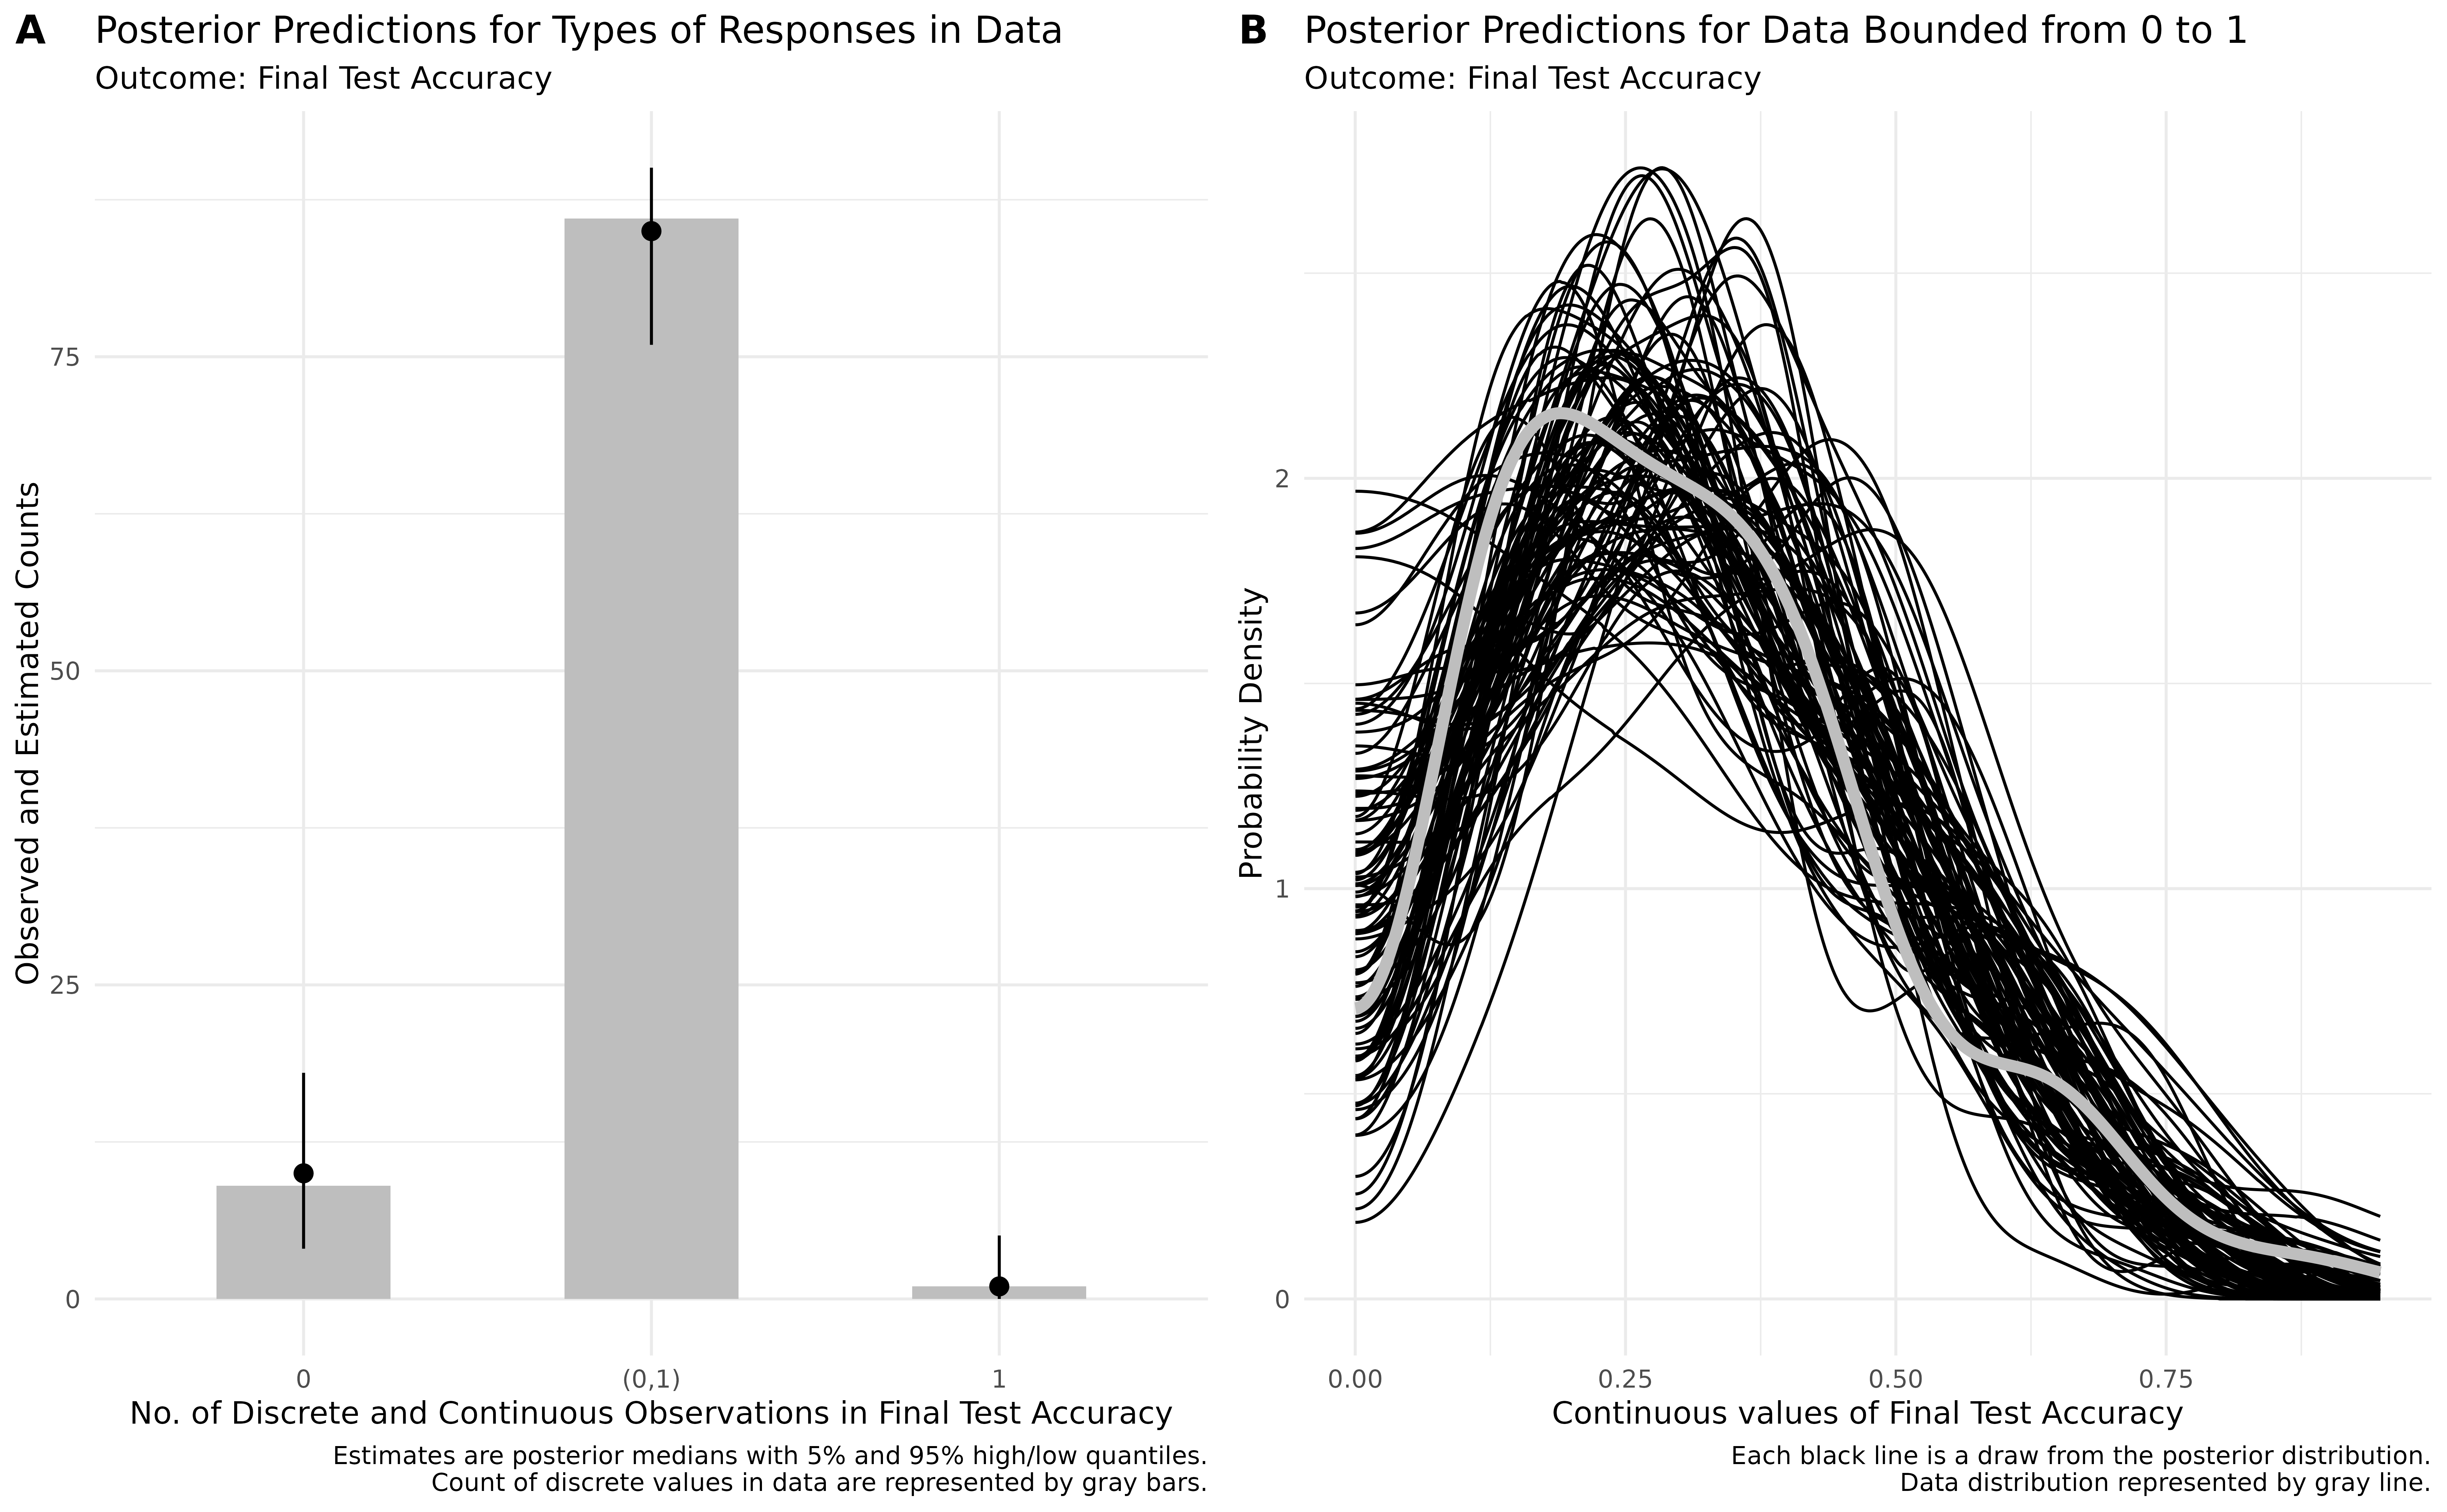 A
Posterior Predictions for Types of Responses in Data
Outcome: Final Test Accuracy
Observed and Estimated Counts
75
50
25
0
0
(0,1)
1
No. of Discrete and Continuous Observations in Final Test Accuracy
Estimates are posterior medians with 5% and 95% high/low quantiles.
Count of discrete values in data are represented by gray bars.
B
Posterior Predictions for Data Bounded from 0 to 1
Outcome: Final Test Accuracy
Probability Density
2
1
0
0.00
0.25
0.50
0.75
Continuous values of Final Test Accuracy
Each black line is a draw from the posterior distribution.
Data distribution represented by gray line.